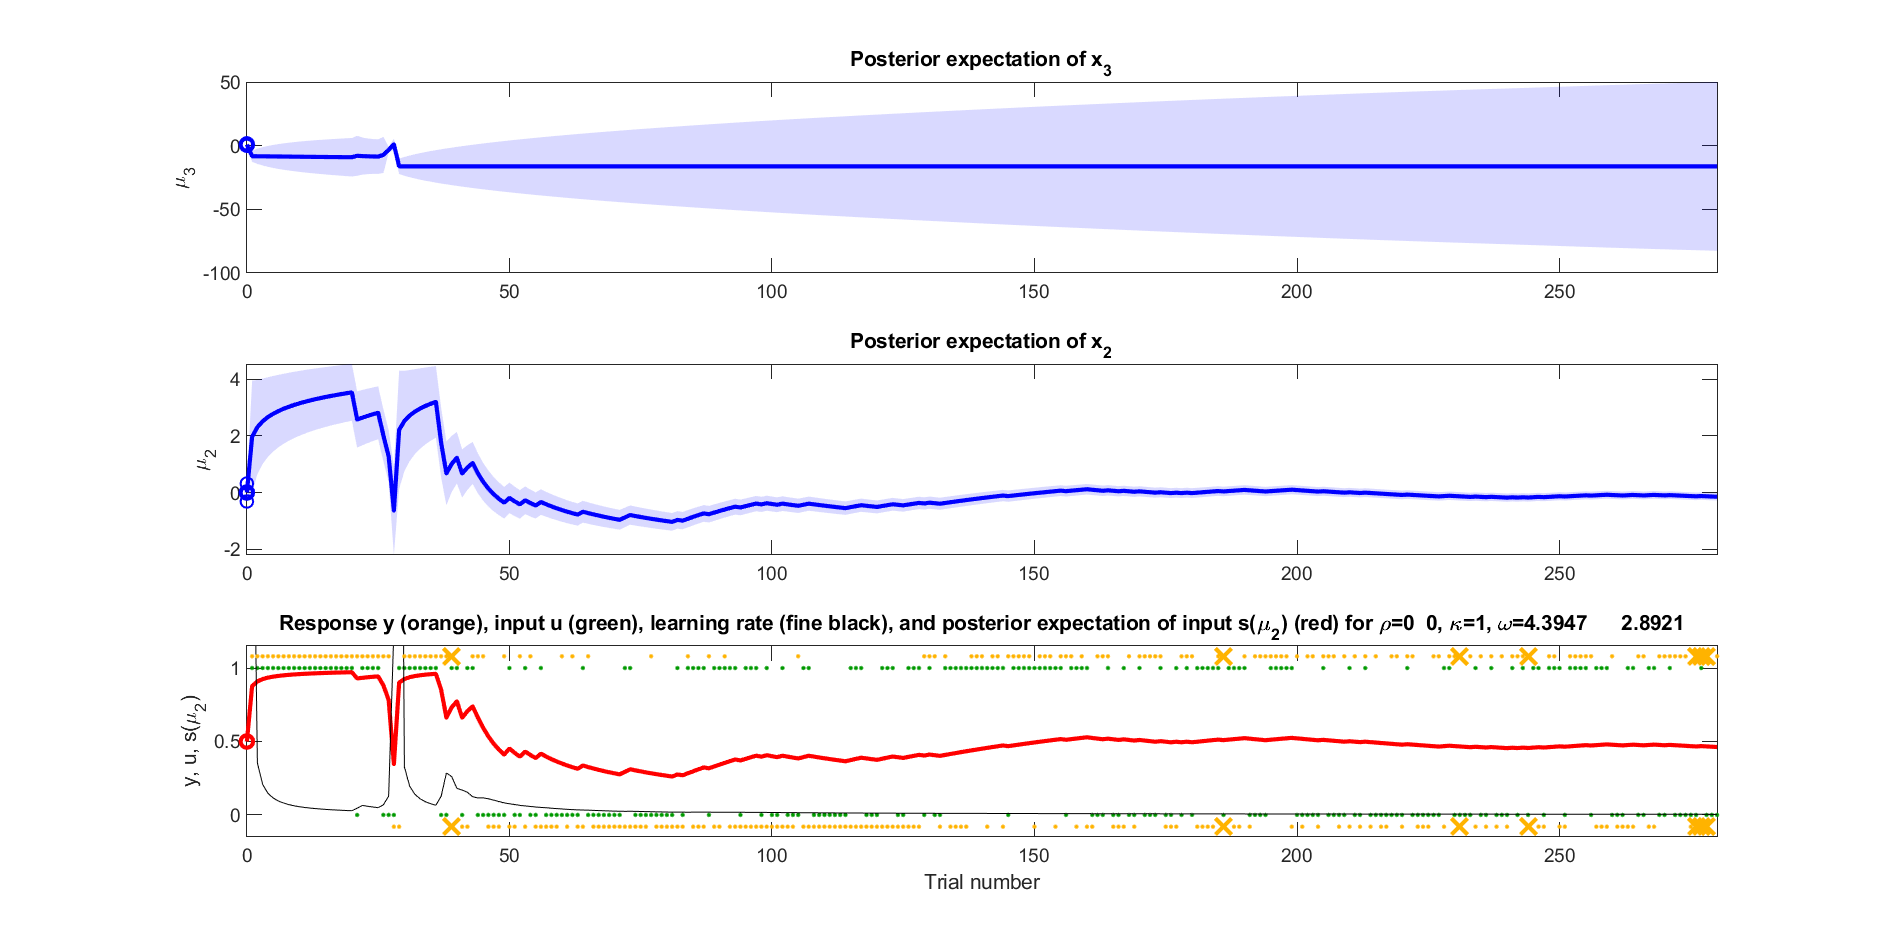 Posterior expectation of x3
50
0
-50
-100
μ3
0 50 100 150 200 250
Posterior expectation of x2
4
2
0
-2
μ2
0 50 100 150 200 250
Response y (orange), input u (green), learning rate (fine black), and posterior expectation of input s(μ2) (red) for ρ=0 0, κ=1, ω=4.3947 2.8921
1
0.5
0
y, u, s(μ2)
0 50 100 150 200 250
Trial number